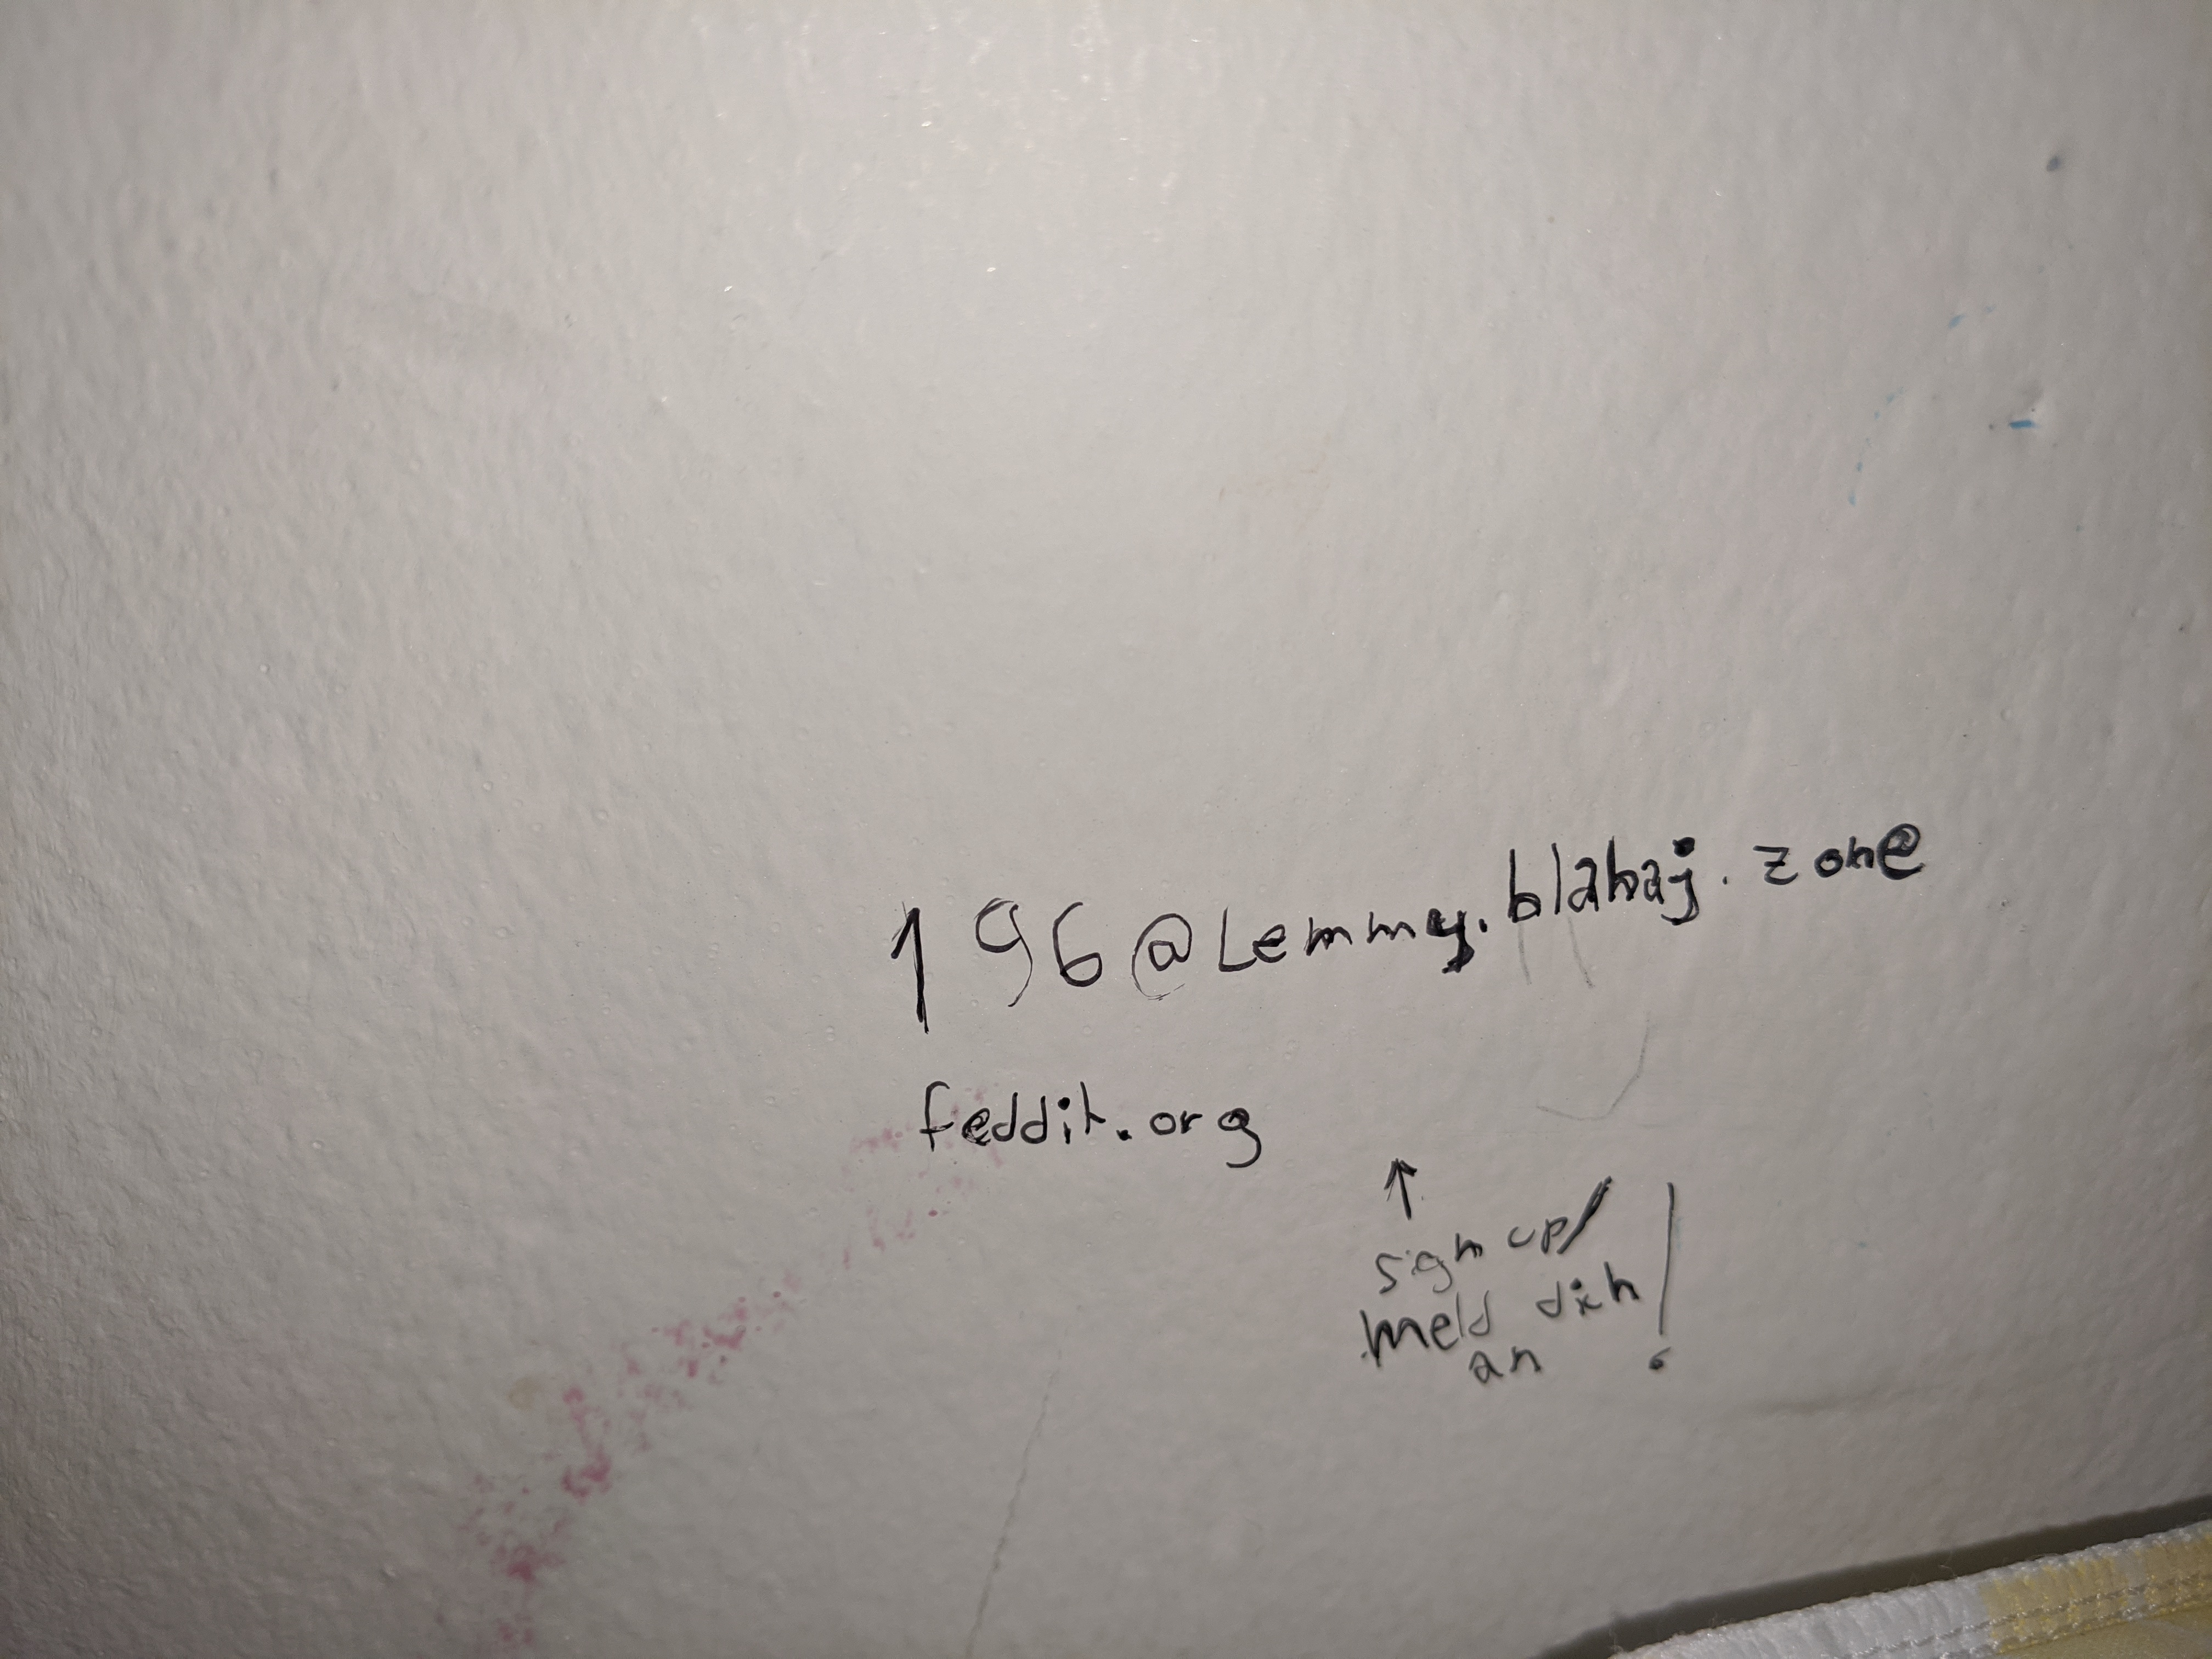 196@Lemmy.blahaj.zone
feddit.org
↑
sign up/
meld dich
an!